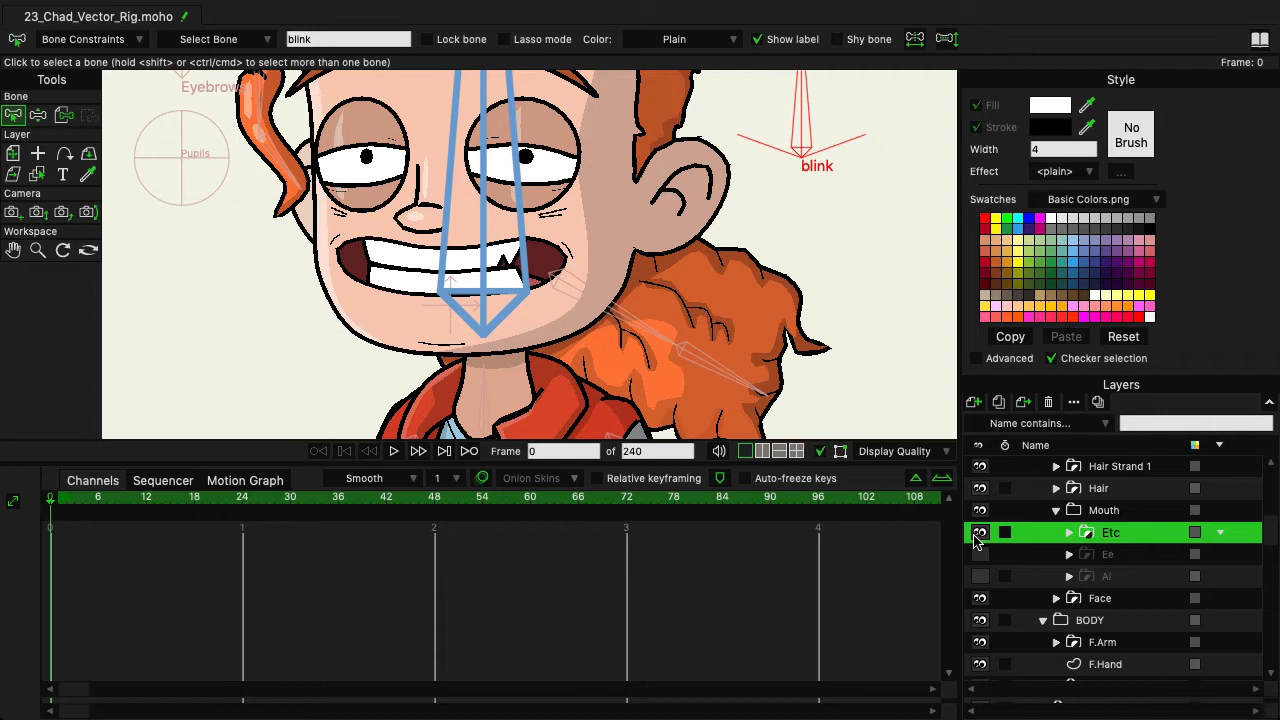 23_Chad_Vector_Rig.moho
Bone Constraints
Select Bone
blink
Lock bone
Lasso mode
Color:
Plain
Show label
Shy bone
Click to select a bone (hold <shift> or <ctrl/cmd> to select more than one bone)
Frame: 0
Tools
Bone
Layer
T
Camera
Workspace
Eyebrows
Pupils
blink
Style
Fill
Stroke
No
Brush
Width
4
Effect
<plain>
...
Swatches
Basic Colors.png
Copy
Paste
Reset
Advanced
Checker selection
Layers
Name contains...
Name
Hair Strand 1
Hair
Mouth
Etc
Ee
AI
Face
BODY
F.Arm
F.Hand
Frame
0
of
240
Display Quality
Channels
Sequencer
Motion Graph
Smooth
1
Onion Skins
Relative keyframing
Auto-freeze keys
0 6 12 18 24 30 36 42 48 54 60 66 72 78 84 90 96 102 108
0 1 2 3 4